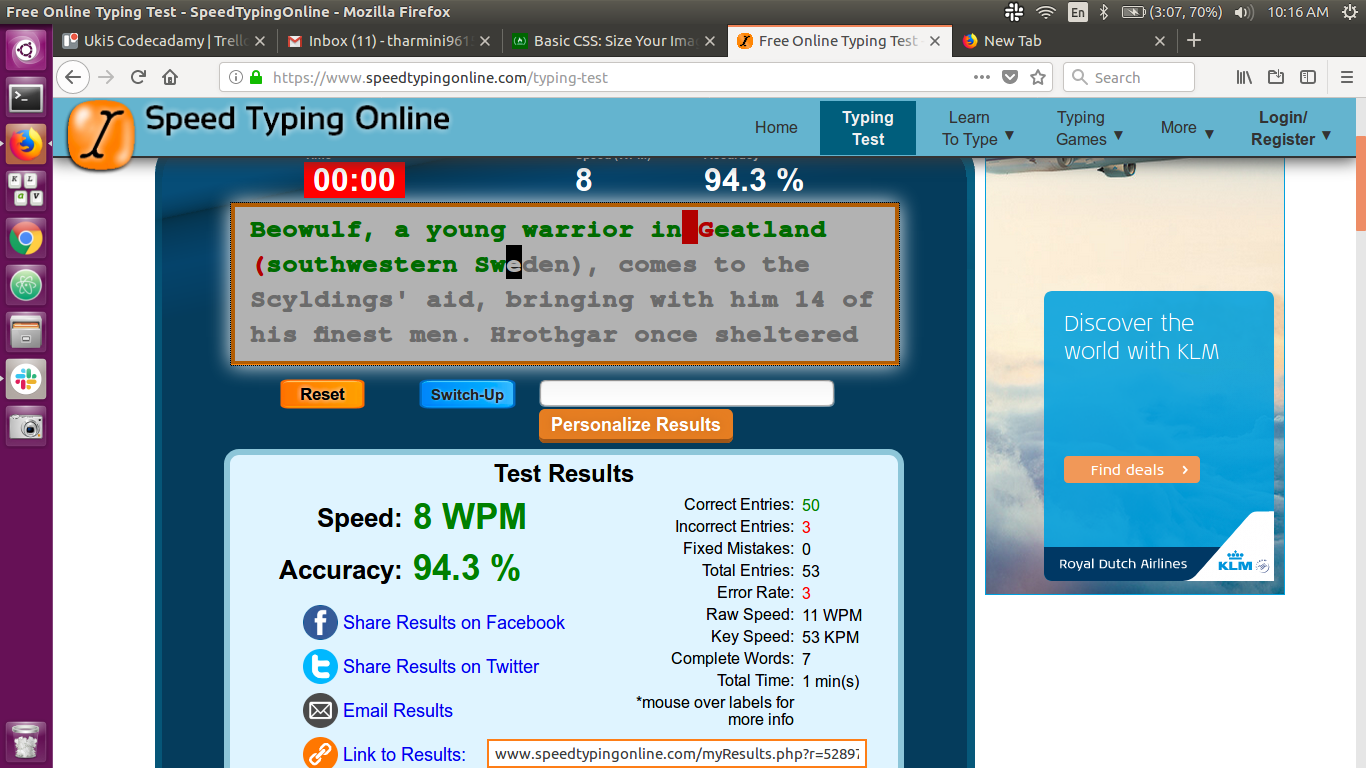 Free Online Typing Test - SpeedTypingOnline - Mozilla Firefox
En (3:07, 70%) 10:16 AM
Uki5 Codecadamy | Trello
Inbox (11) - tharmini961
Basic CSS: Size Your Ima
Free Online Typing Test
New Tab
https://www.speedtypingonline.com/typing-test
Search
Speed Typing Online
Home
Typing Test
Learn To Type
Typing Games
More
Login/ Register
00:00
8
94.3 %
Beowulf, a young warrior in Geatland
(southwestern Sweden), comes to the
Scyldings' aid, bringing with him 14 of
his finest men. Hrothgar once sheltered
Reset
Switch-Up
Personalize Results
Test Results
Speed: 8 WPM
Accuracy: 94.3 %
Share Results on Facebook
Share Results on Twitter
Email Results
Link to Results: www.speedtypingonline.com/myResults.php?r=5289
Correct Entries: 50
Incorrect Entries: 3
Fixed Mistakes: 0
Total Entries: 53
Error Rate: 3
Raw Speed: 11 WPM
Key Speed: 53 KPM
Complete Words: 7
Total Time: 1 min(s)
*mouse over labels for
more info
Discover the
world with KLM
Find deals
Royal Dutch Airlines
KLM